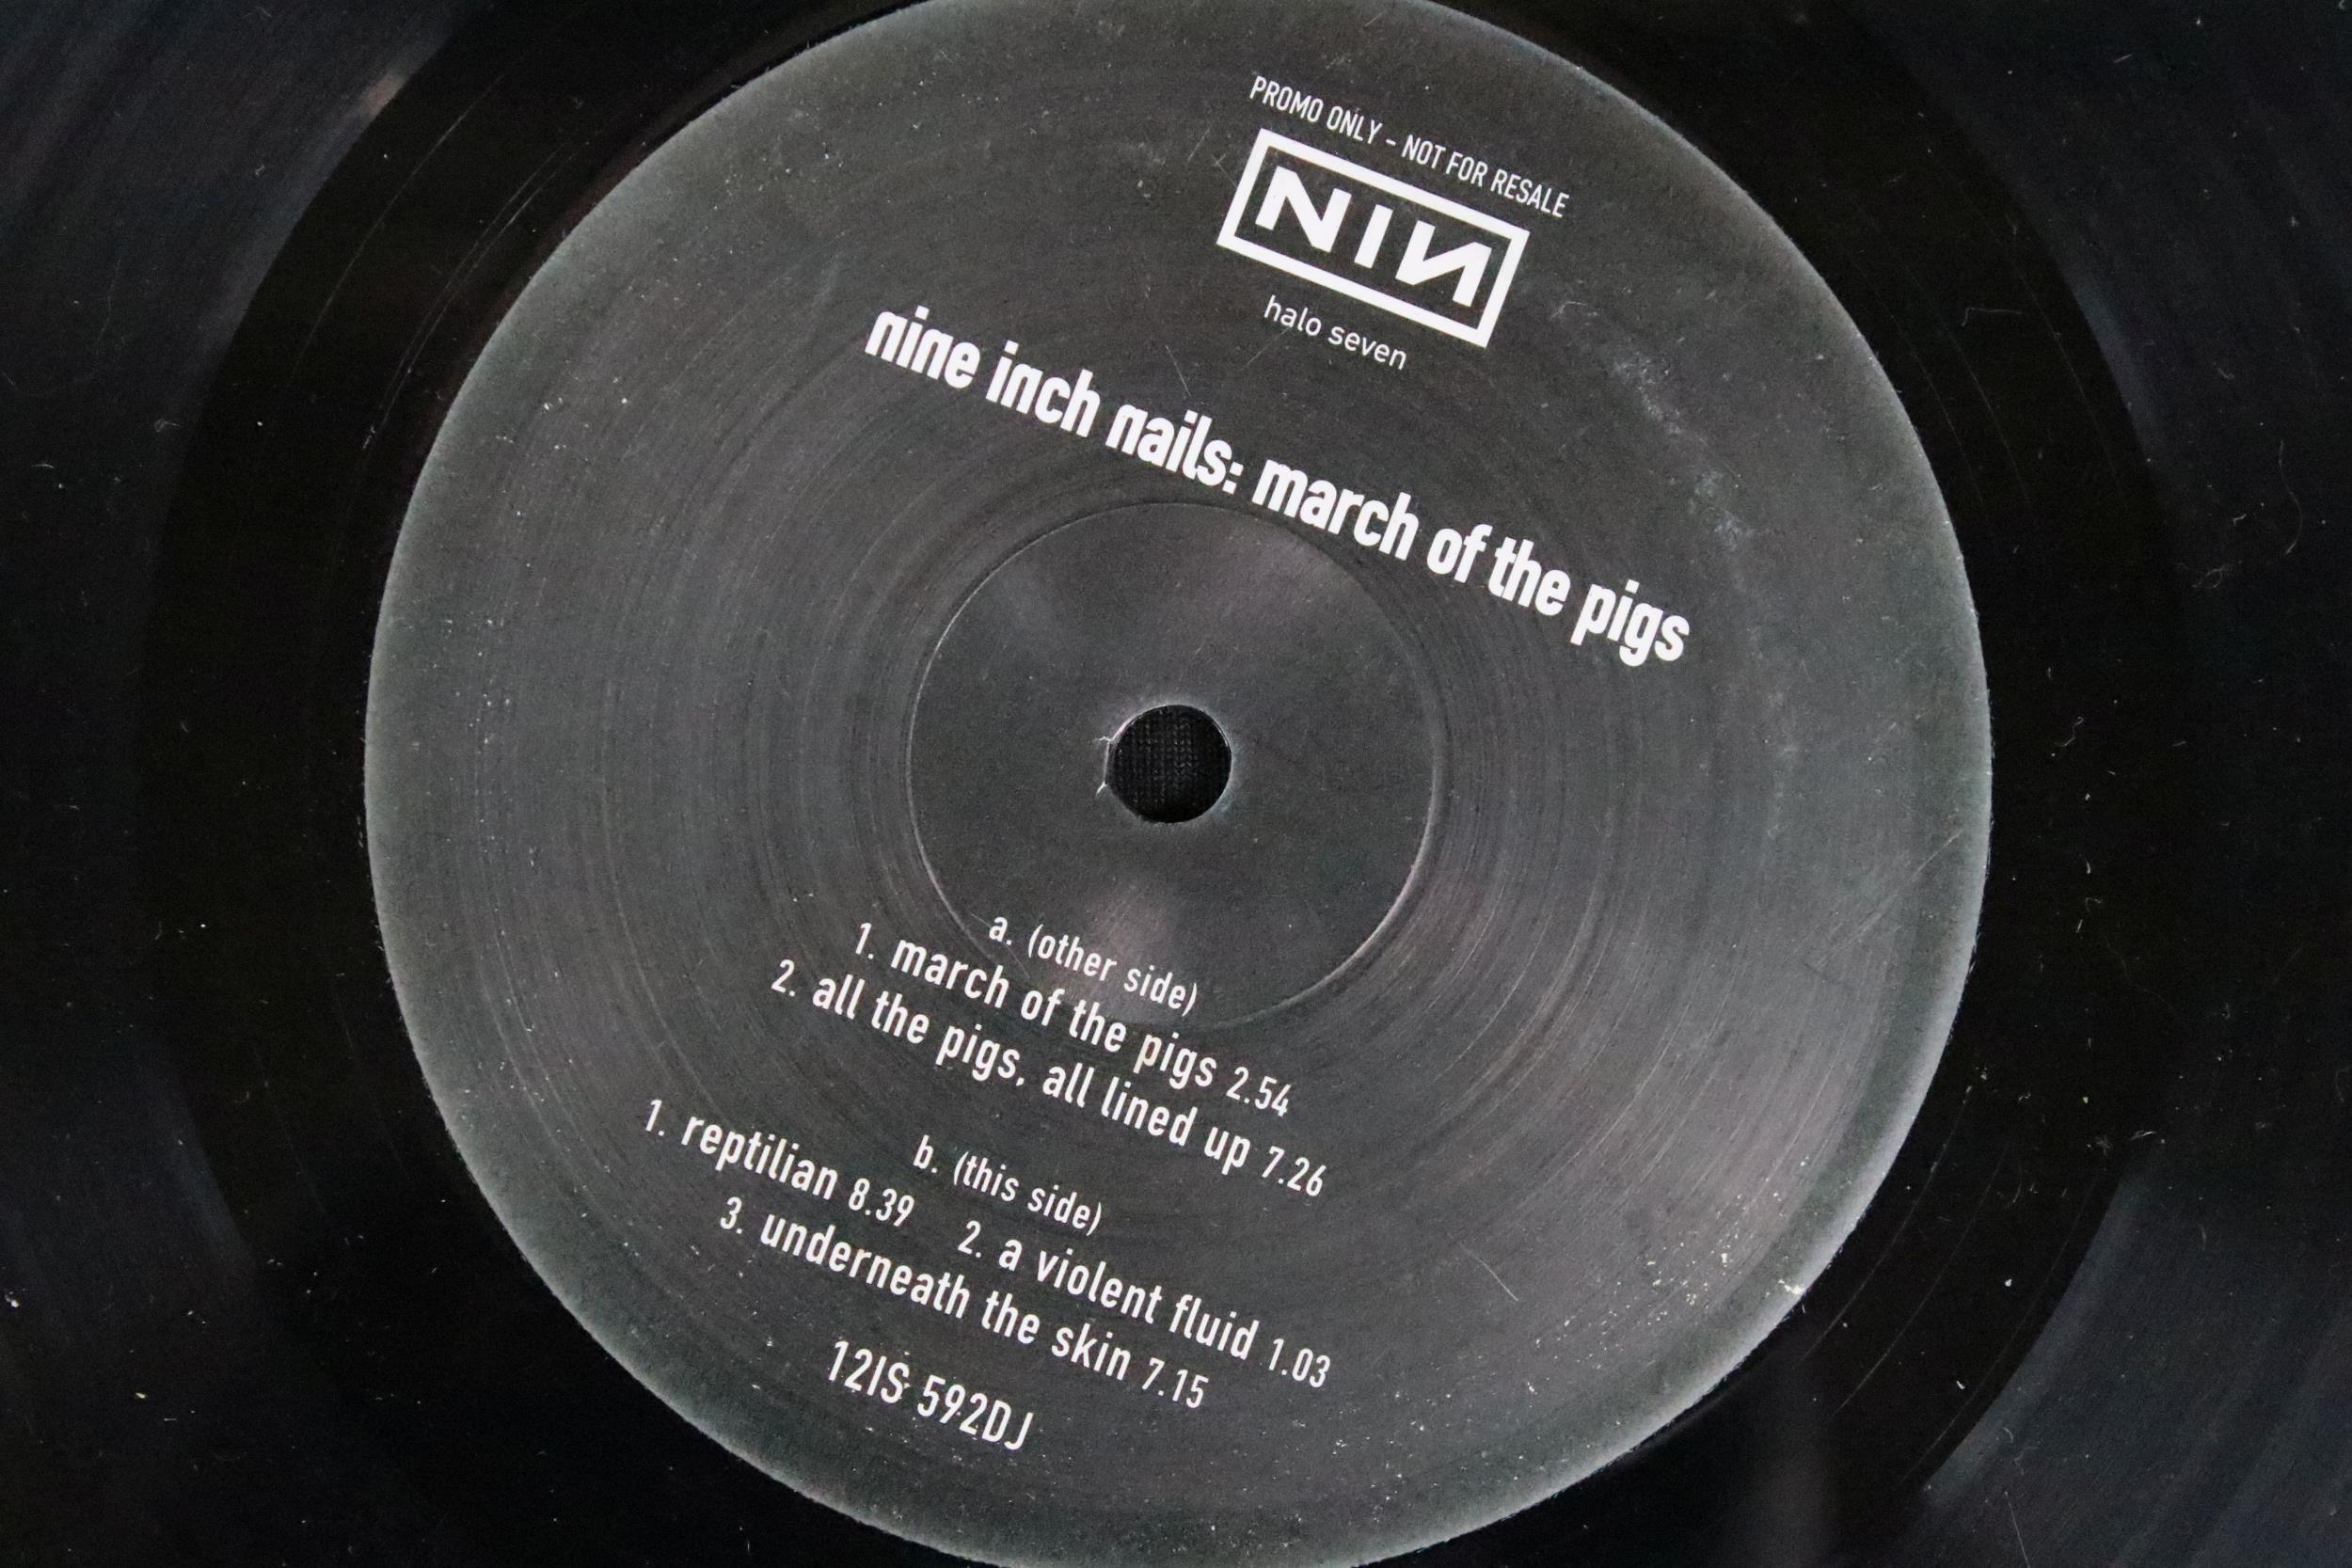 PROMO ONLY - NOT FOR RESALE
NIN
halo seven
nine inch nails: march of the pigs
a. (other side)
1. march of the pigs 2.54
2. all the pigs, all lined up 7.26
b. (this side)
1. reptilian 8.39 2. a violent fluid 1.03
3. underneath the skin 7.15
12IS 592DJ